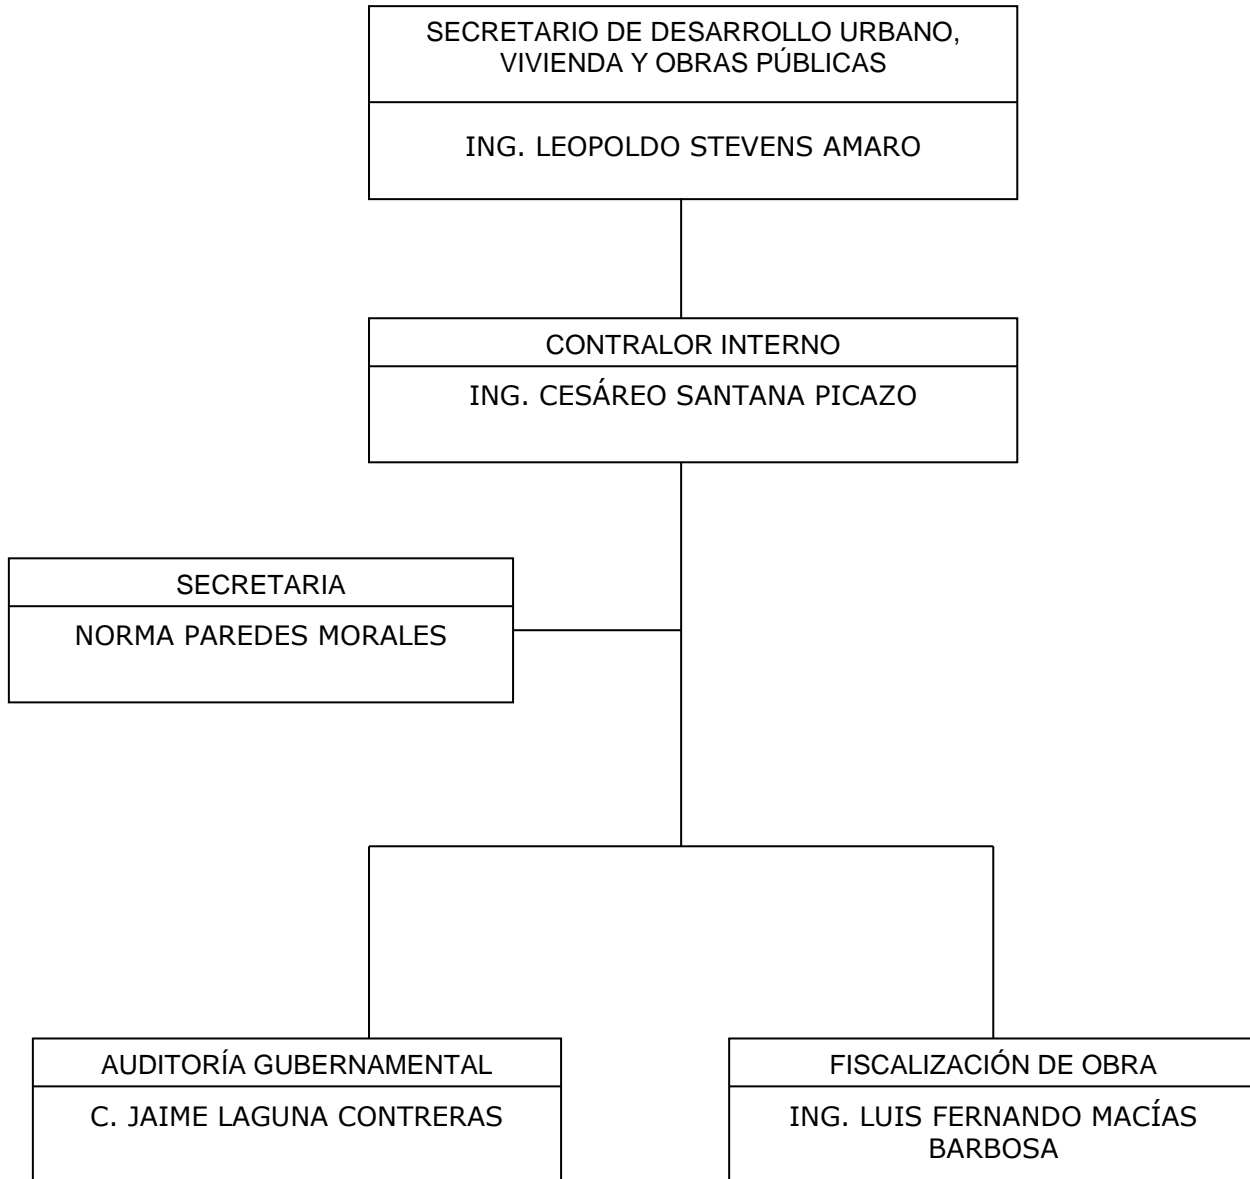 SECRETARIO DE DESARROLLO URBANO,
VIVIENDA Y OBRAS PÚBLICAS
ING. LEOPOLDO STEVENS AMARO
CONTRALOR INTERNO
ING. CESÁREO SANTANA PICAZO
SECRETARIA
NORMA PAREDES MORALES
AUDITORÍA GUBERNAMENTAL
C. JAIME LAGUNA CONTRERAS
FISCALIZACIÓN DE OBRA
ING. LUIS FERNANDO MACÍAS
BARBOSA